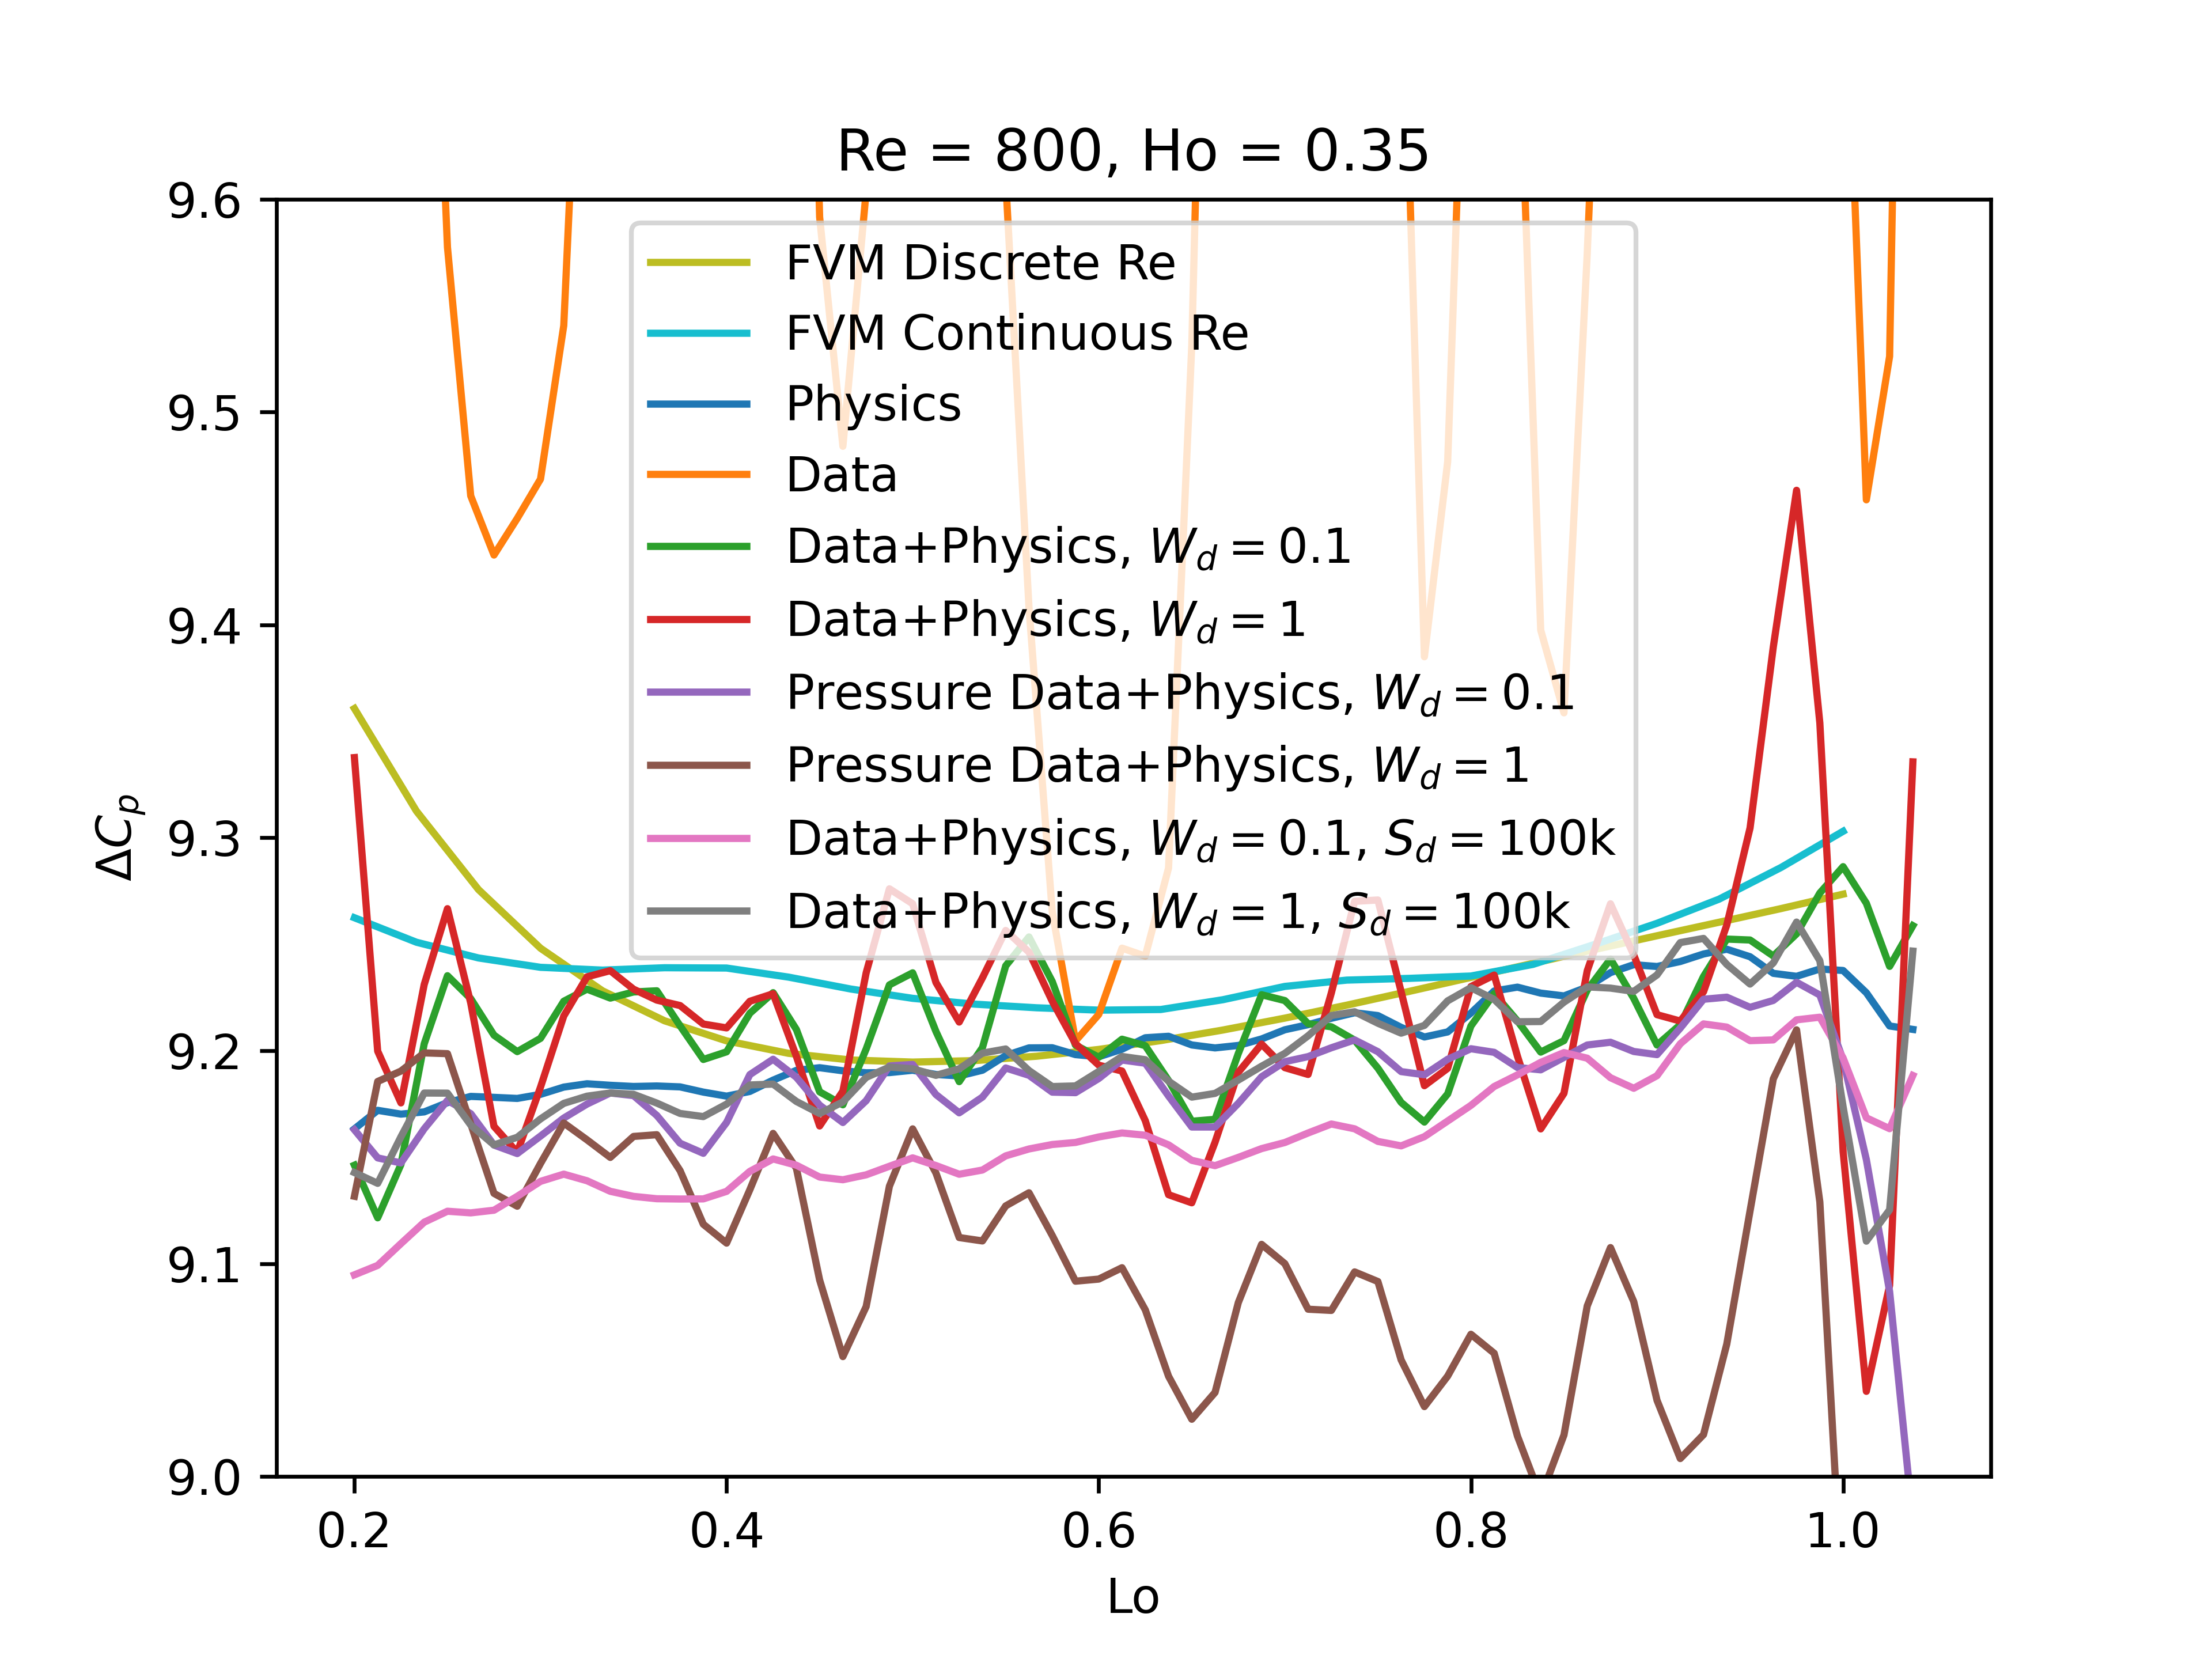 Re = 800, Ho = 0.35
9.6
9.5
9.4
9.3
9.2
9.1
9.0
ΔC_p
FVM Discrete Re
FVM Continuous Re
Physics
Data
Data+Physics, W_d = 0.1
Data+Physics, W_d = 1
Pressure Data+Physics, W_d = 0.1
Pressure Data+Physics, W_d = 1
Data+Physics, W_d = 0.1, S_d = 100k
Data+Physics, W_d = 1, S_d = 100k
0.2 0.4 0.6 0.8 1.0
Lo